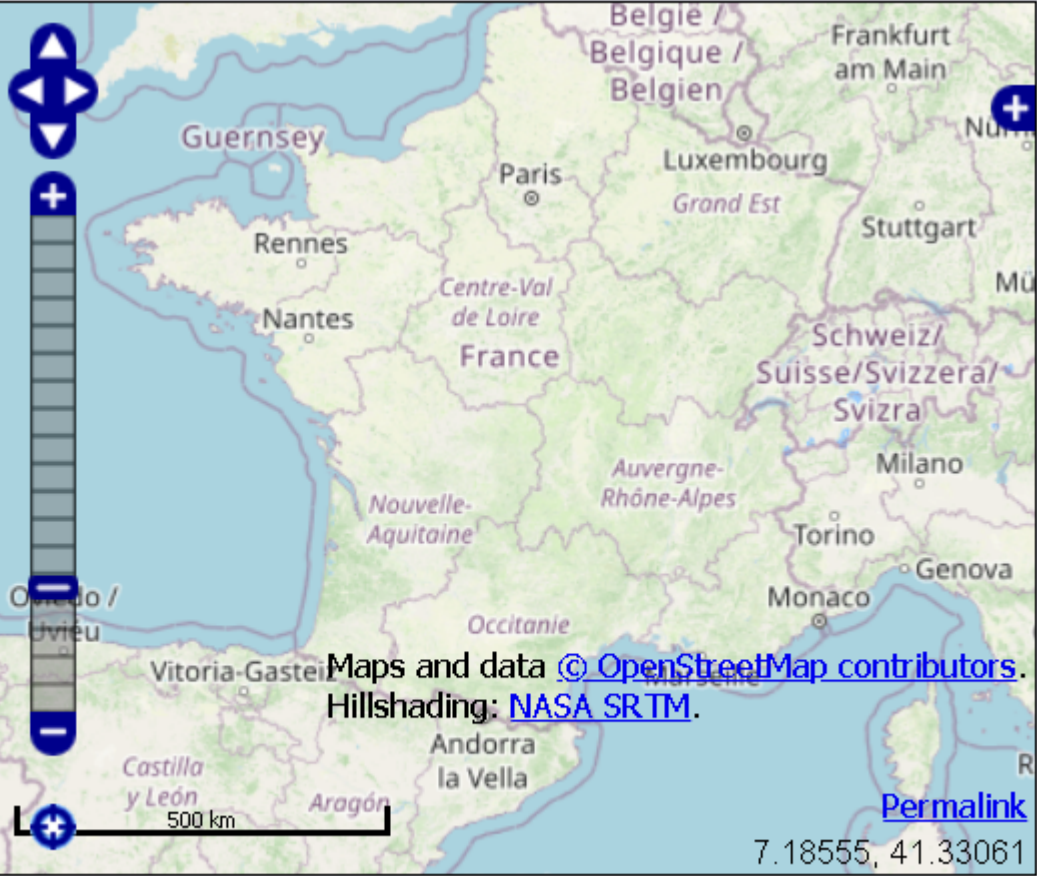 België /
Belgique /
Belgien
Frankfurt
am Main
Guernsey
Luxembourg
Paris
Grand Est
Stuttgart
Rennes
Mü
Centre-Val
de Loire
Nantes
France
Schweiz/
Suisse/Svizzera/
Svizra
Milano
Auvergne-
Rhône-Alpes
Nouvelle-
Aquitaine
Torino
Genova
Monaco
Oviedo /
Uviéu
Occitanie
Marseille
Maps and data © OpenStreetMap contributors.
Hillshading: NASA SRTM.
Andorra
la Vella
Castilla
y León
Aragón
500 km
Permalink
7.18555, 41.33061